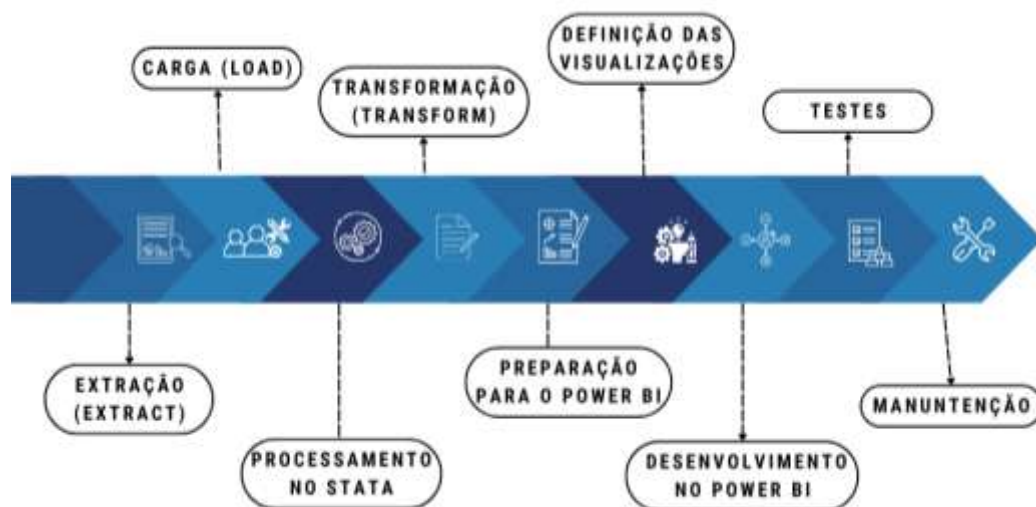 CARGA (LOAD)
TRANSFORMAÇÃO
(TRANSFORM)
DEFINIÇÃO DAS
VISUALIZAÇÕES
TESTES
EXTRAÇÃO
(EXTRACT)
PROCESSAMENTO
NO STATA
PREPARAÇÃO
PARA O POWER BI
DESENVOLVIMENTO
NO POWER BI
MANUNTENÇÃO